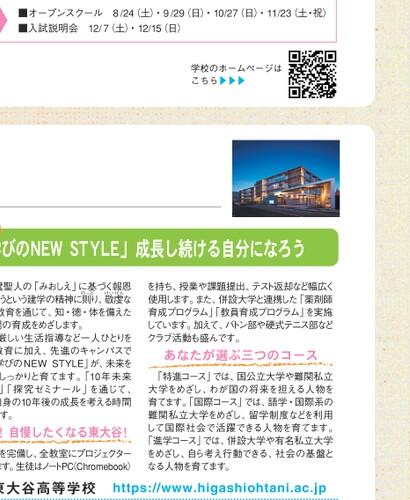 ■オープンスクール 8/24(土)・9/29(日)・10/27(日)・11/23(土・祝)
■入試説明会 12/7(土)・12/15(日)
学校のホームページは
こちら▶▶▶
びのNEW STYLE」成長し続ける自分になろう
聖人の「みおしえ」に基づく報恩
うという建学の精神に則り、敬虔な
教育を通じて、知・徳・体を備えた
間の育成をめざします。
厳しい生活指導など一人ひとりを
教育に加え、先進のキャンパスで
学びのNEW STYLE」が、未来を
しっかりと育てます。「10年未来
」「探究ゼミナール」を通じて、
自身の10年後の成長を考える時間
ます。
！自慢したくなる東大谷！
を完備し、全教室にプロジェクター
ます。生徒はノートPC(Chromebook)
を持ち、授業や課題提出、テスト返却など幅広く
使用します。また、併設大学と連携した「薬剤師
育成プログラム」「教員育成プログラム」を実施
しています。加えて、バトン部や硬式テニス部など
クラブ活動も盛んです。
あなたが選ぶ三つのコース
「特進コース」では、国公立大学や難関私立
大学をめざし、わが国の将来を担える人物を
育てます。「国際コース」では、語学・国際系の
難関私立大学をめざし、留学制度などを利用
して国際社会で活躍できる人物を育てます。
「進学コース」では、併設大学や有名私立大学
をめざし、自ら考え行動できる、社会の基盤と
なる人物を育てます。
東大谷高等学校 https://www.higashiohtani.ac.jp